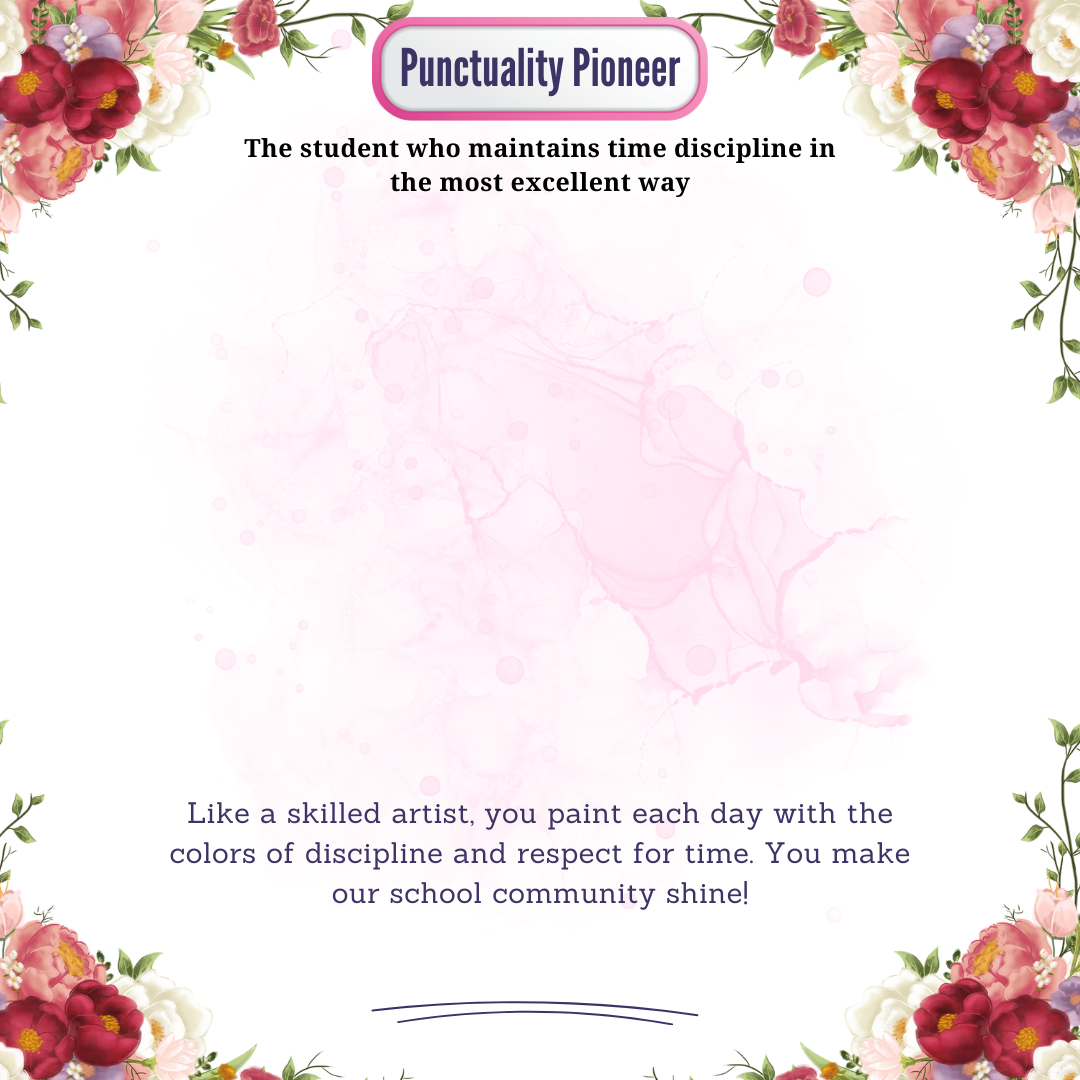 Punctuality Pioneer
The student who maintains time discipline in
the most excellent way
Like a skilled artist, you paint each day with the
colors of discipline and respect for time. You make
our school community shine!